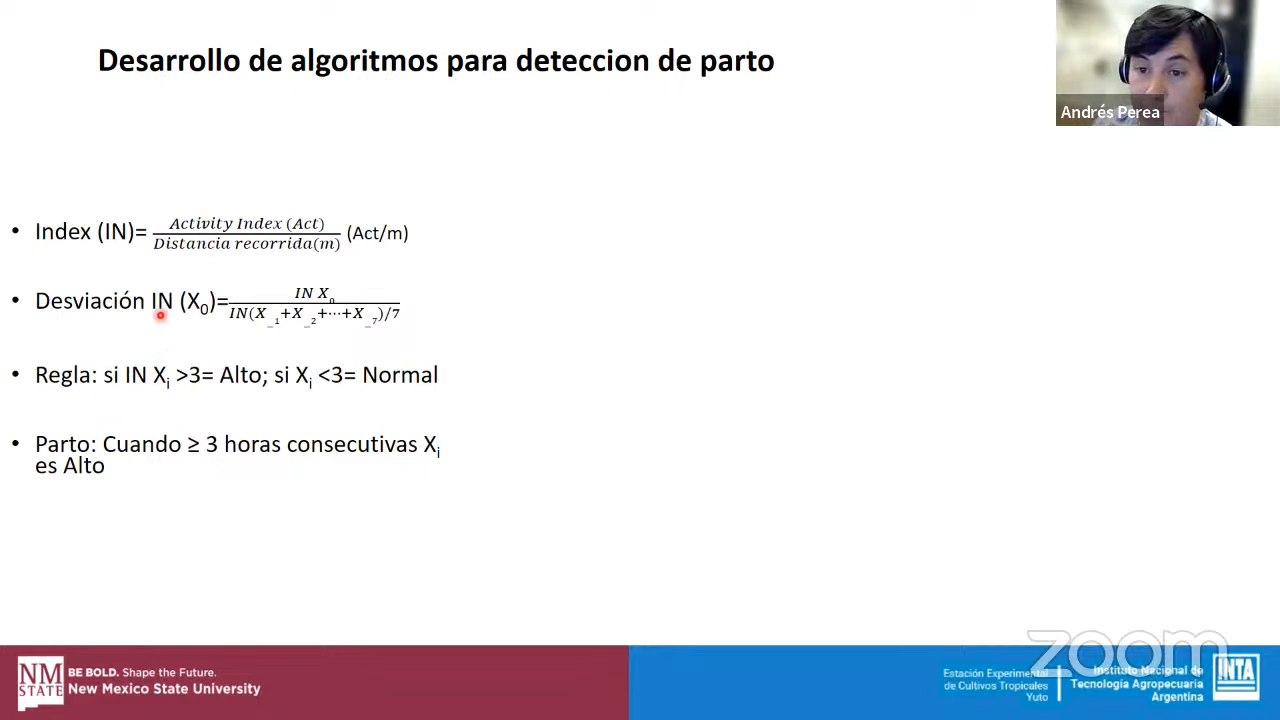 Desarrollo de algoritmos para deteccion de parto
Andrés Perea
• Index (IN)= Activity Index (Act) / Distancia recorrida(m) (Act/m)
• Desviación IN (X₀)= IN X₀ / IN(X_₁+X_₂+⋯+X_₇)/7
• Regla: si IN Xᵢ >3= Alto; si Xᵢ <3= Normal
• Parto: Cuando ≥ 3 horas consecutivas Xᵢ
es Alto
zoom
NM
STATE
BE BOLD. Shape the Future.
New Mexico State University
Estación Experimental
de Cultivos Tropicales
Yuto
Instituto Nacional de
Tecnología Agropecuaria
Argentina
INTA